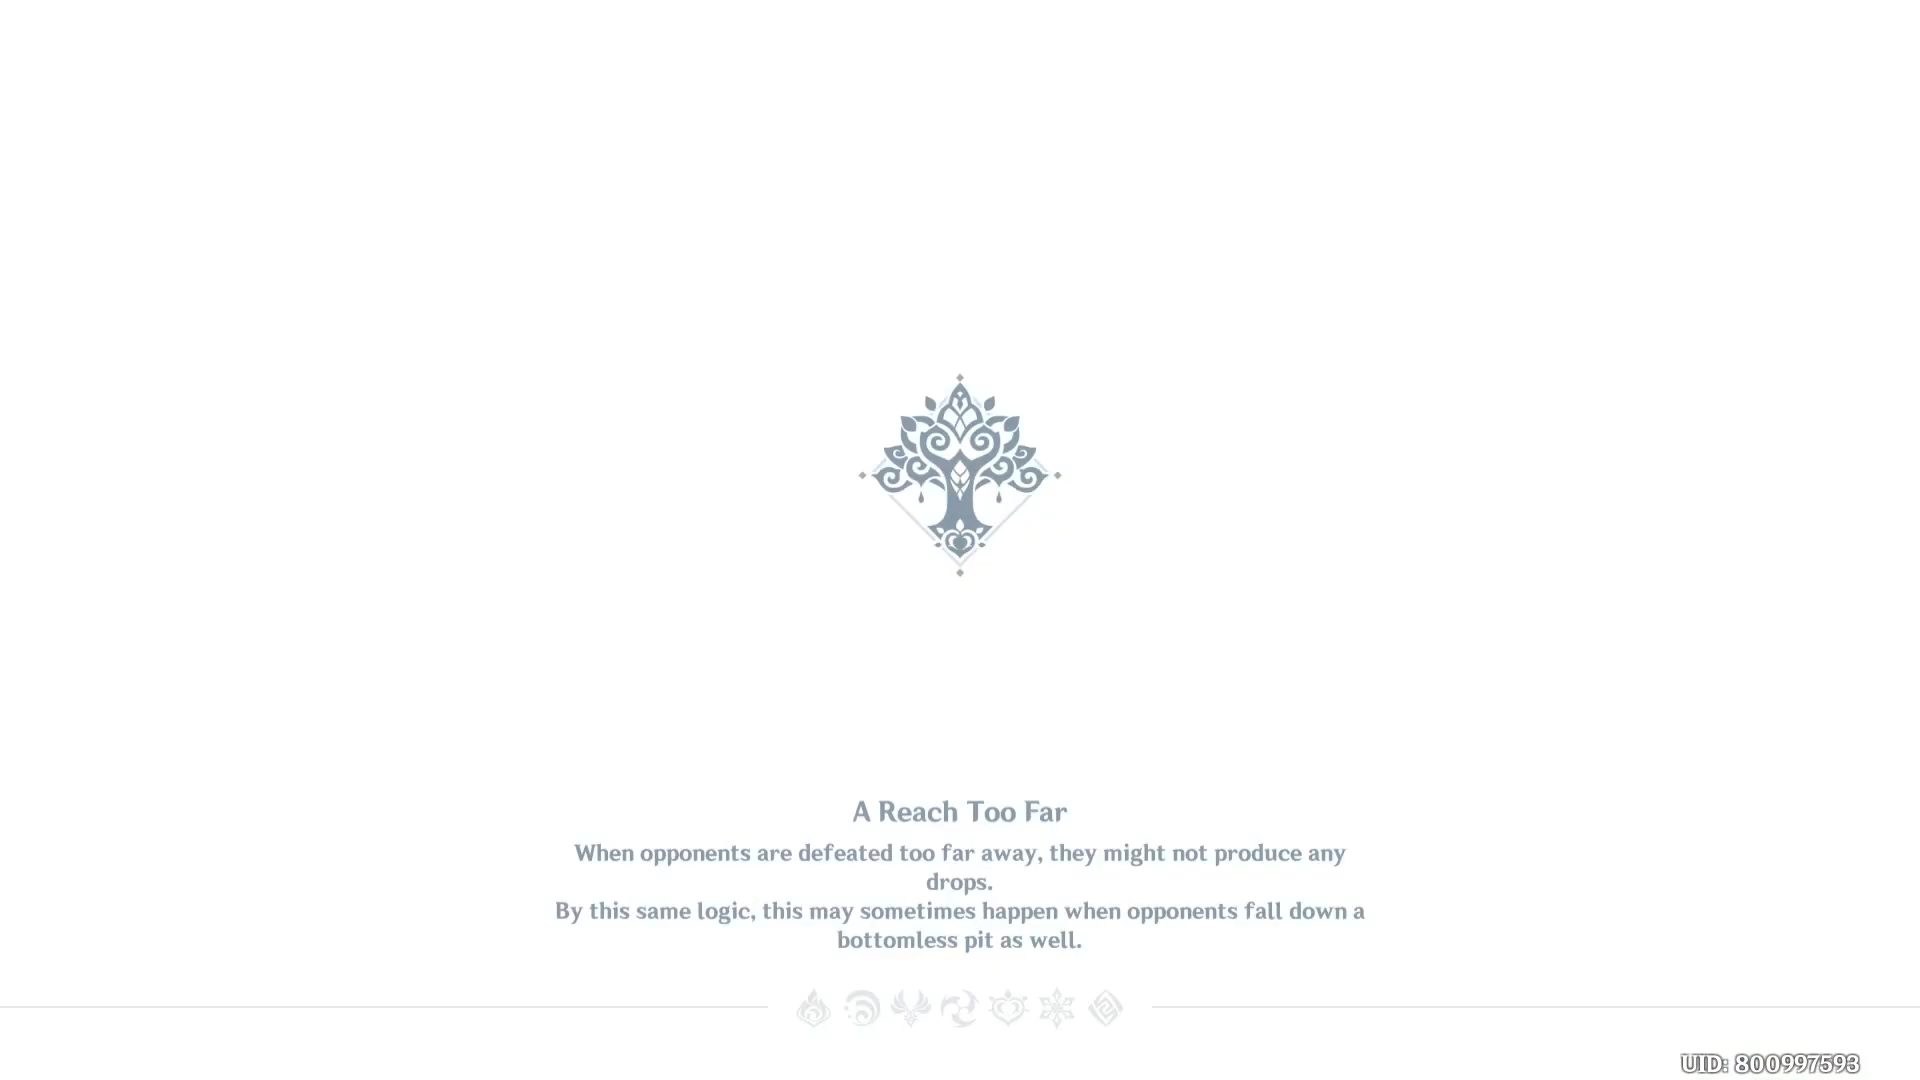 A Reach Too Far
When opponents are defeated too far away, they might not produce any
drops.
By this same logic, this may sometimes happen when opponents fall down a
bottomless pit as well.
UID: 800997593